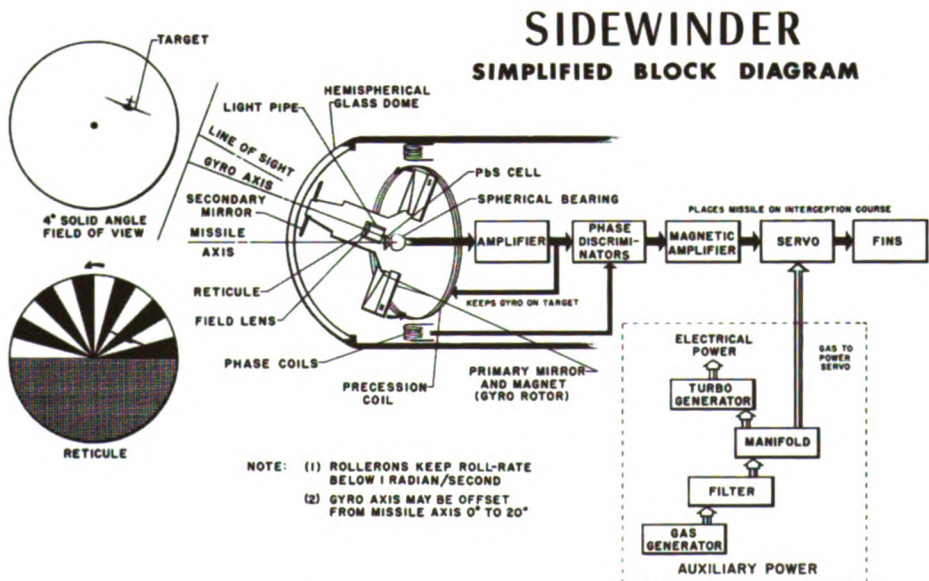 SIDEWINDER
SIMPLIFIED BLOCK DIAGRAM
TARGET
4° SOLID ANGLE
FIELD OF VIEW
RETICULE
HEMISPHERICAL
GLASS DOME
LIGHT PIPE
LINE OF SIGHT
GYRO AXIS
SECONDARY
MIRROR
MISSILE
AXIS
RETICULE
FIELD LENS
PHASE COILS
PRECESSION
COIL
PRIMARY MIRROR
AND MAGNET
(GYRO ROTOR)
PbS CELL
SPHERICAL BEARING
AMPLIFIER
KEEPS GYRO ON TARGET
PHASE
DISCRIMI-
NATORS
MAGNETIC
AMPLIFIER
PLACES MISSILE ON INTERCEPTION COURSE
SERVO
FINS
GAS TO
POWER
SERVO
ELECTRICAL
POWER
TURBO
GENERATOR
MANIFOLD
FILTER
GAS
GENERATOR
AUXILIARY POWER
NOTE: (1) ROLLERONS KEEP ROLL-RATE
BELOW 1 RADIAN/SECOND
(2) GYRO AXIS MAY BE OFFSET
FROM MISSILE AXIS 0° TO 20°